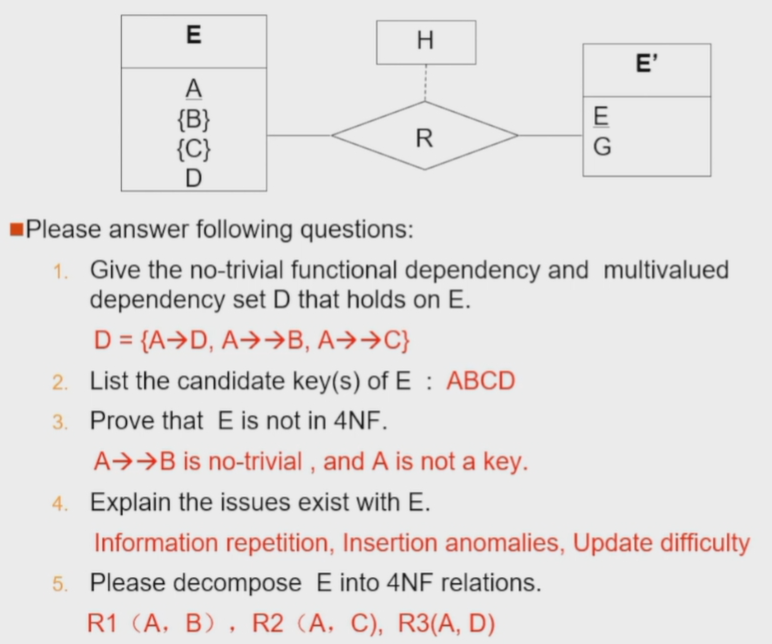 E
A
{B}
{C}
D
H
R
E’
E
G
■Please answer following questions:
1. Give the no-trivial functional dependency and multivalued
dependency set D that holds on E.
D = {A→D, A→→B, A→→C}
2. List the candidate key(s) of E : ABCD
3. Prove that E is not in 4NF.
A→→B is no-trivial , and A is not a key.
4. Explain the issues exist with E.
Information repetition, Insertion anomalies, Update difficulty
5. Please decompose E into 4NF relations.
R1（A，B）, R2（A，C), R3(A, D)